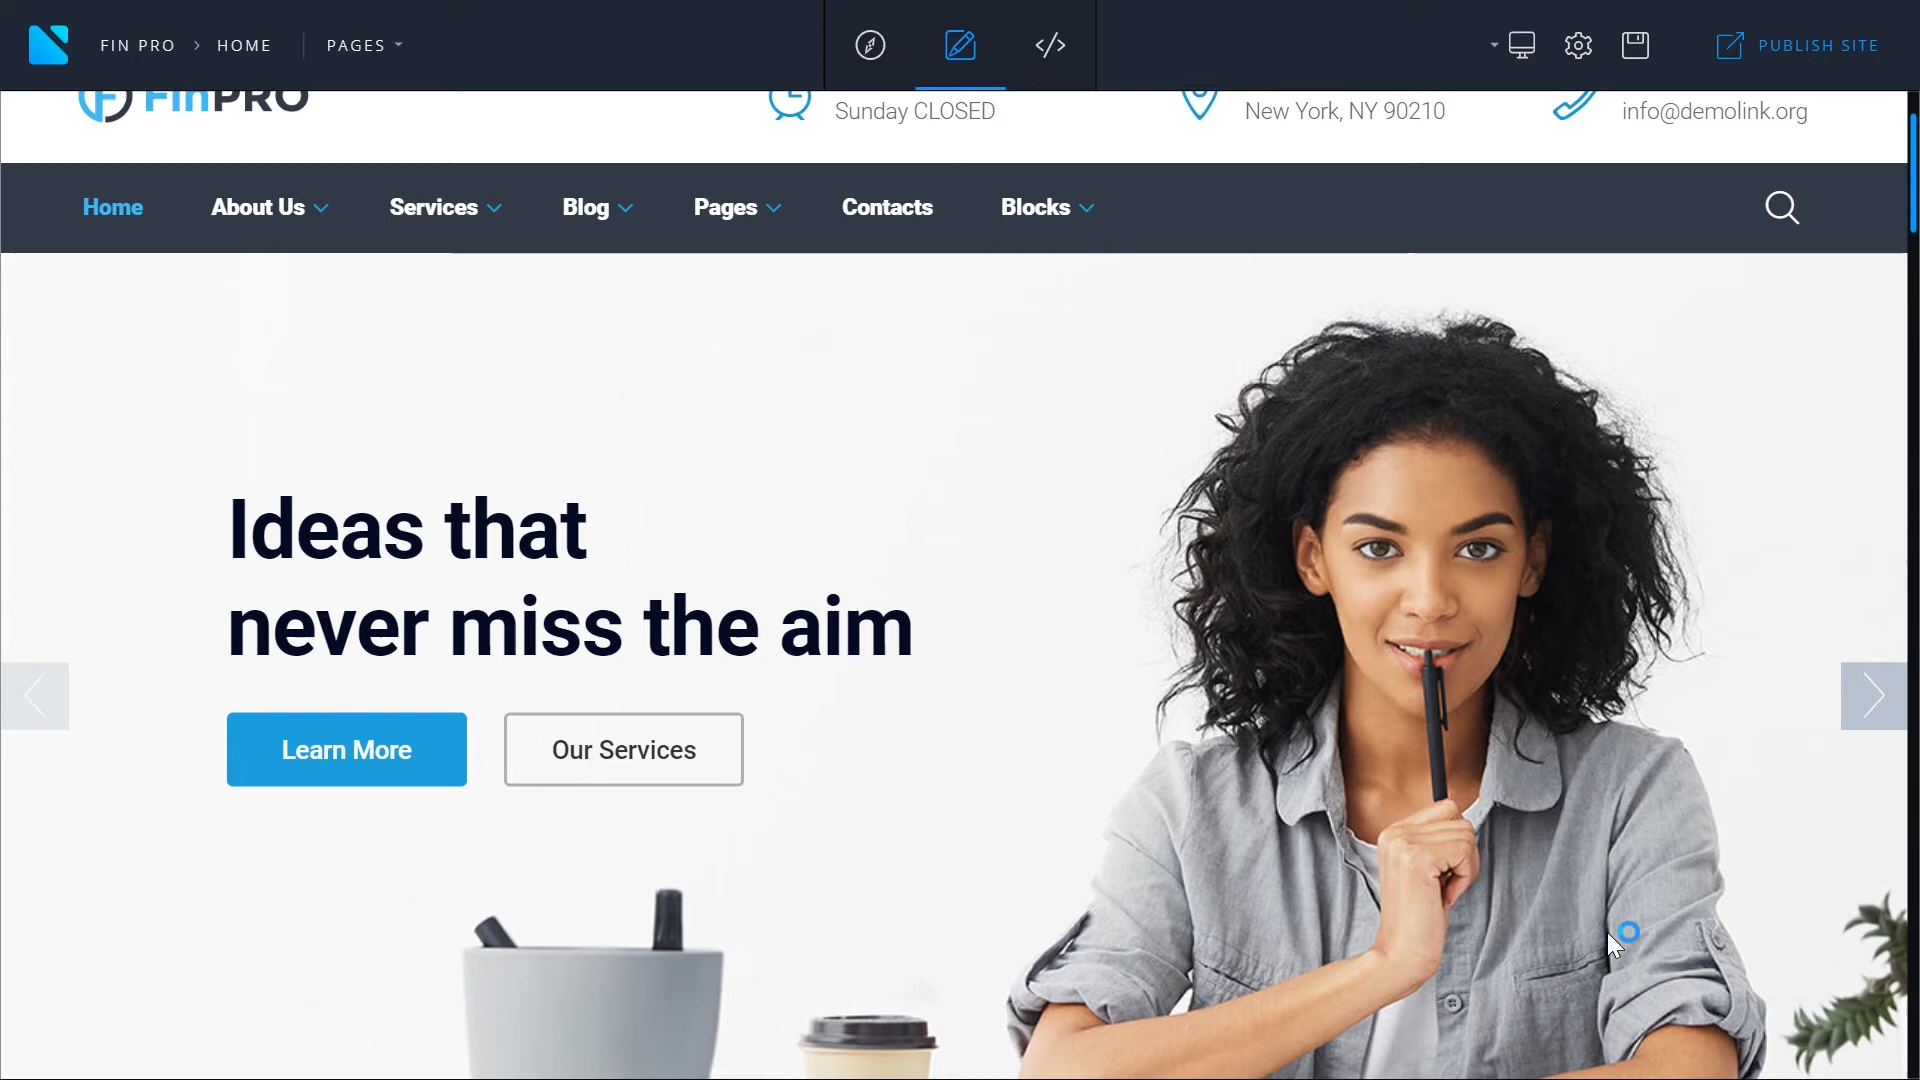 FIN PRO > HOME PAGES
PUBLISH SITE
FinPRO
Sunday CLOSED
New York, NY 90210
info@demolink.org
Home About Us Services Blog Pages Contacts Blocks
Ideas that
never miss the aim
Learn More Our Services